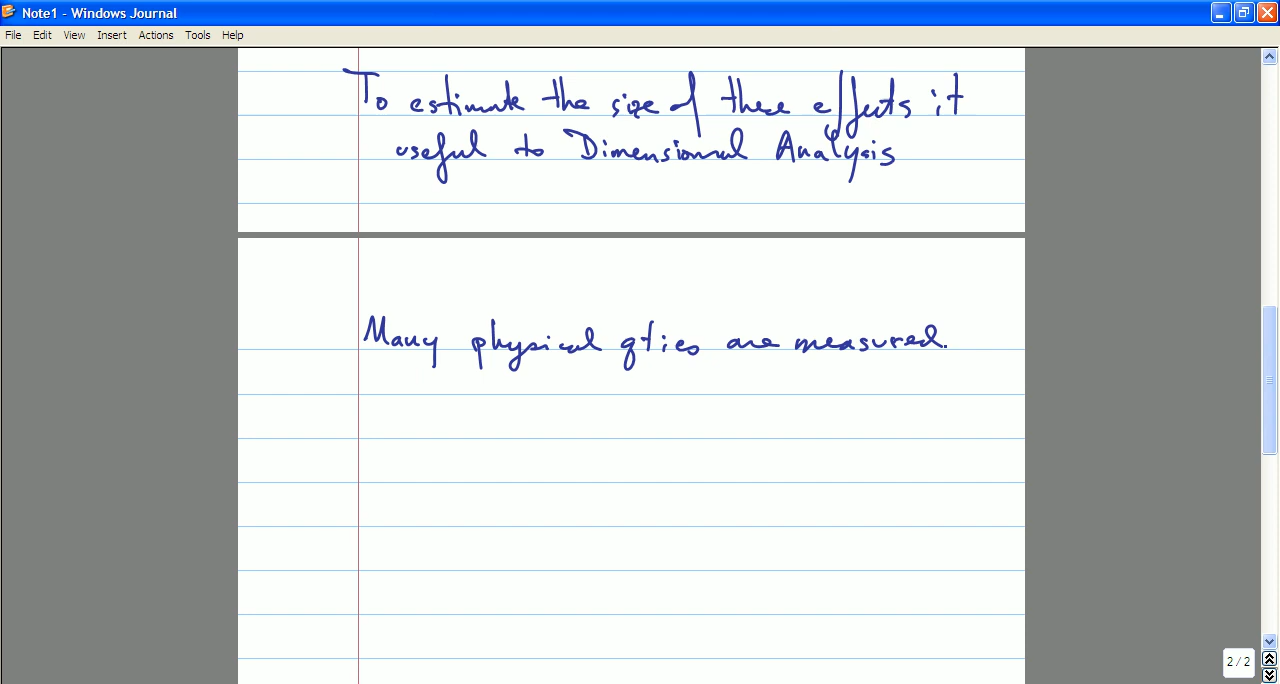 Note1 - Windows Journal
File Edit View Insert Actions Tools Help
To estimate the size of these effects it
useful to Dimensional Analysis
Many physical qties are measured.
2 / 2